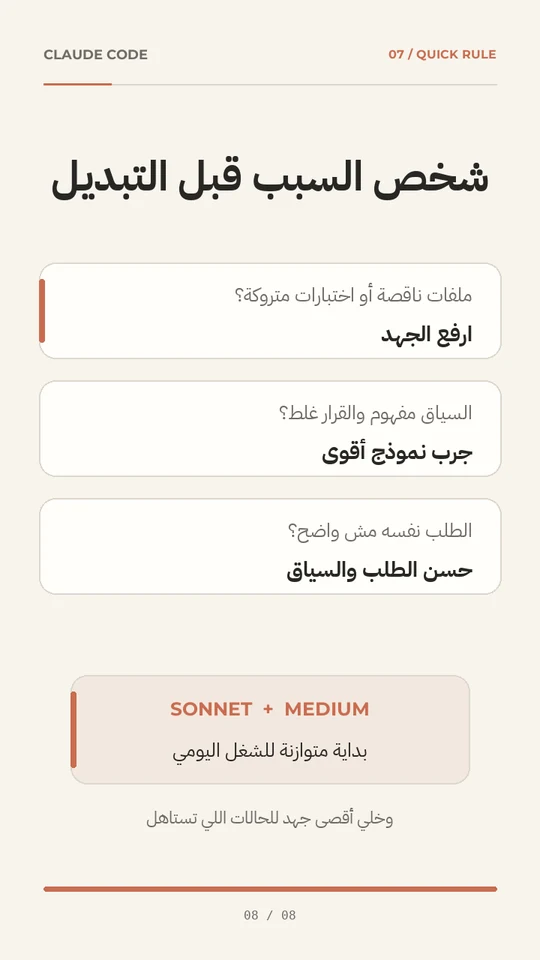 CLAUDE CODE
07 / QUICK RULE
شخص السبب قبل التبديل
ملفات ناقصة أو اختبارات متروكة؟
ارفع الجهد
السياق مفهوم والقرار غلط؟
جرب نموذج أقوى
الطلب نفسه مش واضح؟
حسن الطلب والسياق
SONNET + MEDIUM
بداية متوازنة للشغل اليومي
وخلي أقصى جهد للحالات اللي تستاهل
08 / 08